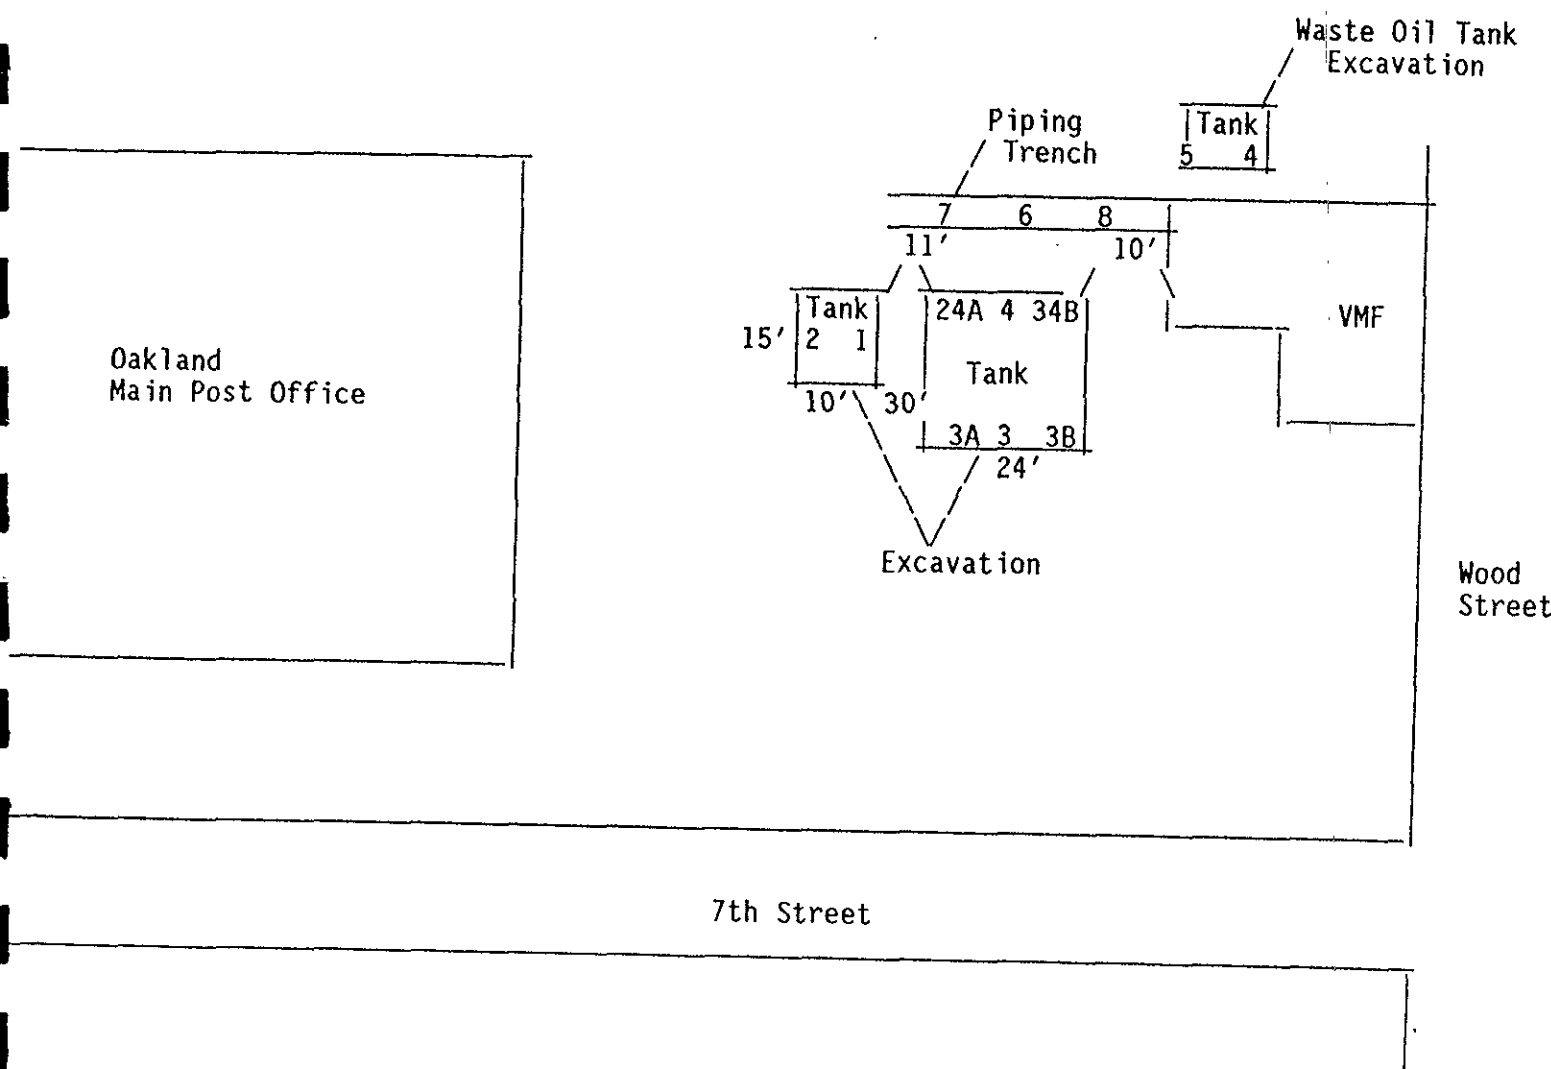 Waste Oil Tank
Excavation
Piping
Trench
Tank
5 4
7 6 8
11' 10'
Tank
24A 4 34B
VMF
15' 2 1
Oakland
Main Post Office
Tank
10' 30'
3A 3 3B
24'
Excavation
Wood
Street
7th Street